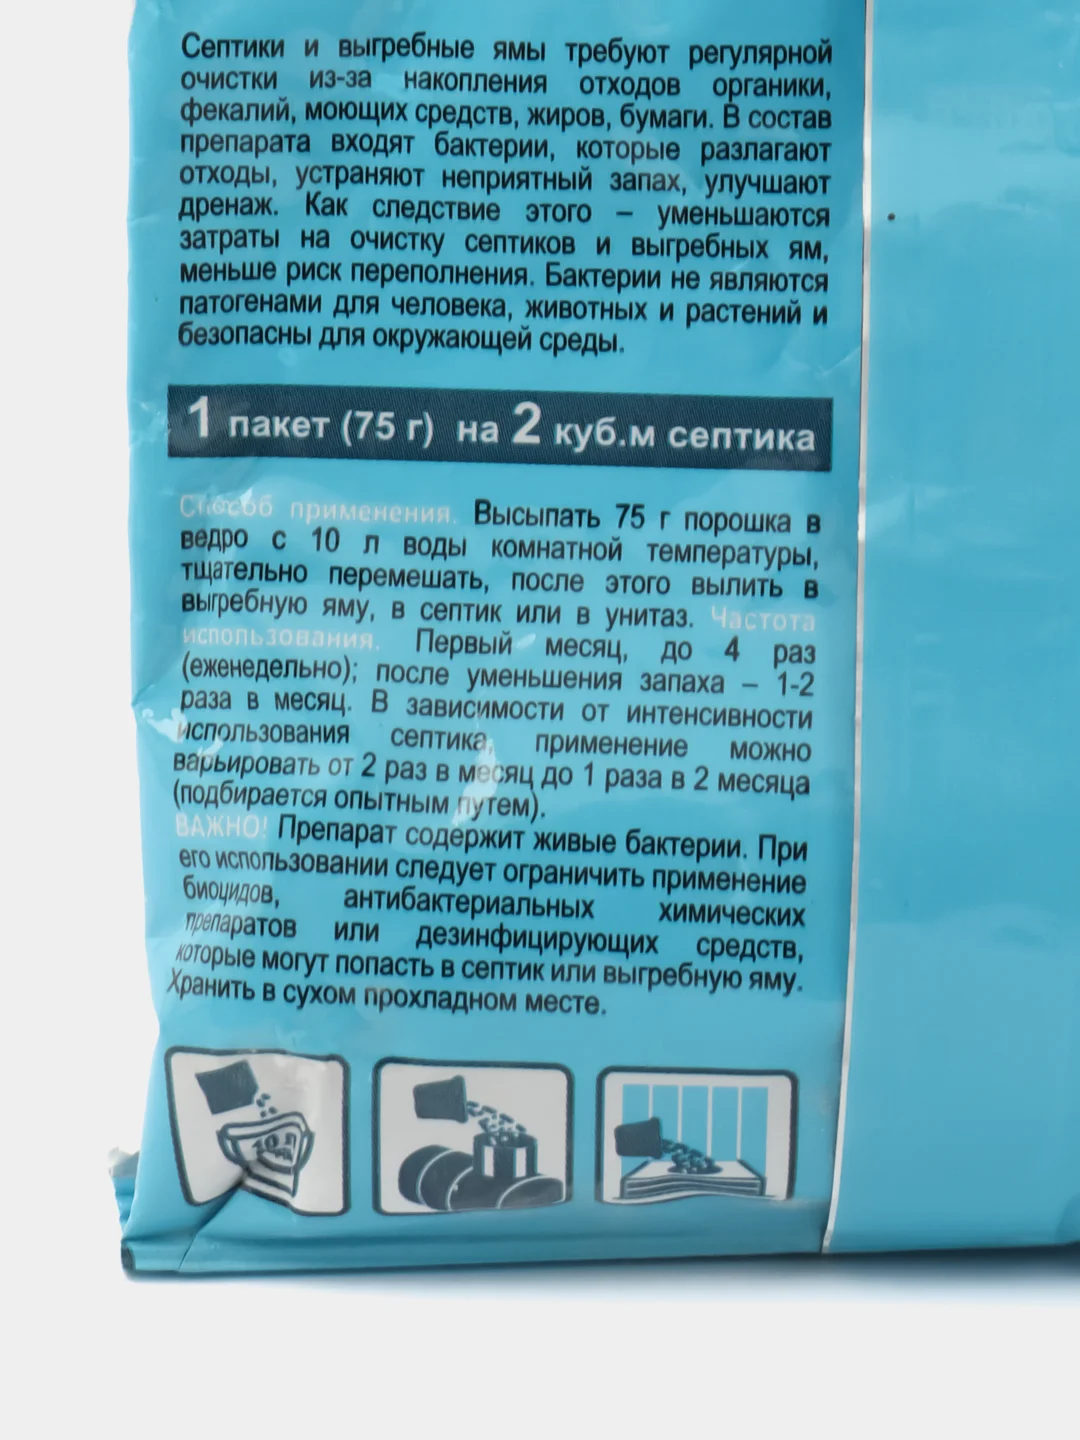 Септики и выгребные ямы требуют регулярной
очистки из-за накопления отходов органики,
фекалий, моющих средств, жиров, бумаги. В состав
препарата входят бактерии, которые разлагают
отходы, устраняют неприятный запах, улучшают
дренаж. Как следствие этого – уменьшаются
затраты на очистку септиков и выгребных ям,
меньше риск переполнения. Бактерии не являются
патогенами для человека, животных и растений и
безопасны для окружающей среды.
1 пакет (75 г) на 2 куб.м септика
Способ применения. Высыпать 75 г порошка в
ведро с 10 л воды комнатной температуры,
тщательно перемешать, после этого вылить в
выгребную яму, в септик или в унитаз. Частота
использования. Первый месяц, до 4 раз
(еженедельно); после уменьшения запаха – 1-2
раза в месяц. В зависимости от интенсивности
использования септика, применение можно
варьировать от 2 раз в месяц до 1 раза в 2 месяца
(подбирается опытным путем).
ВАЖНО! Препарат содержит живые бактерии. При
его использовании следует ограничить применение
биоцидов, антибактериальных химических
препаратов или дезинфицирующих средств,
которые могут попасть в септик или выгребную яму.
Хранить в сухом прохладном месте.
10 л